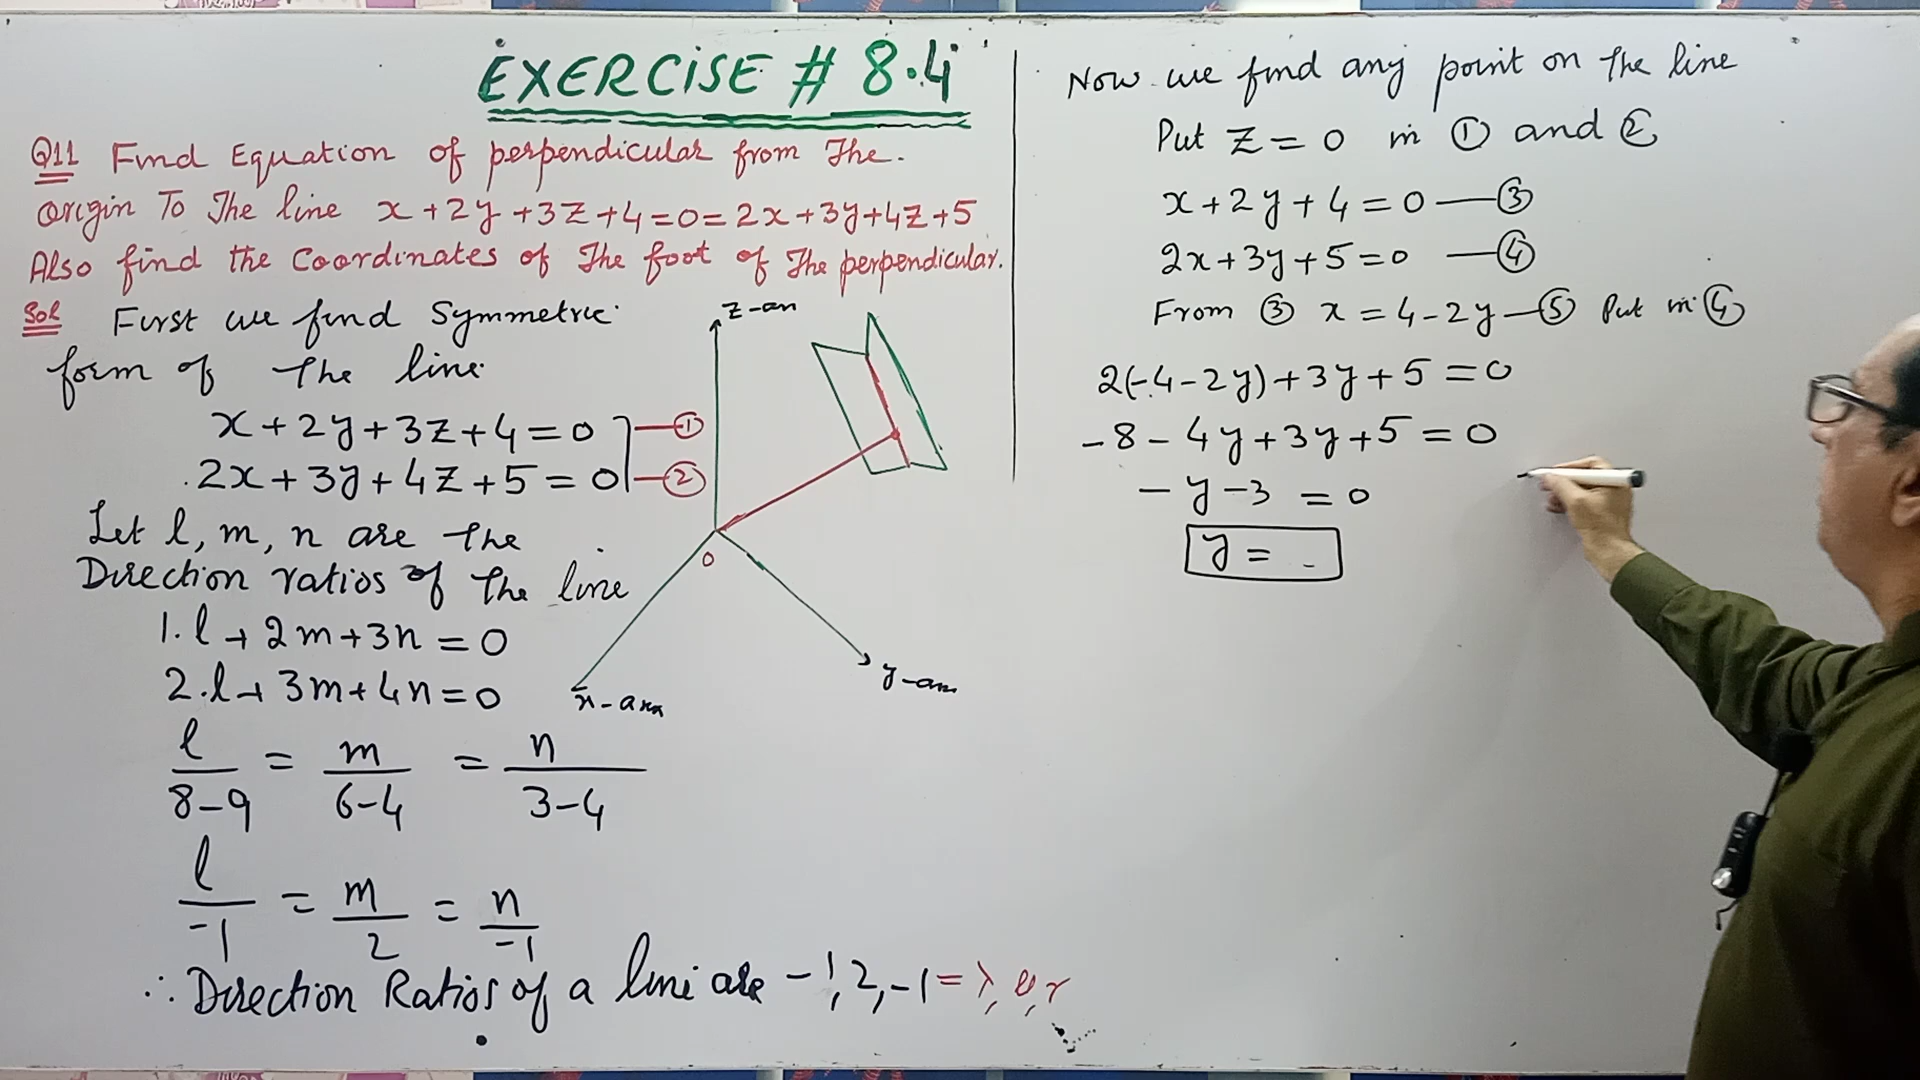 EXERCISE # 8.4
Q11 Find Equation of perpendicular from The
origin To The line x+2y+3z+4=0=2x+3y+4z+5
Also find the Coordinates of The foot of The perpendicular.
Sol First we find Symmetric
form of the line
x+2y+3z+4=0 —①
2x+3y+4z+5=0 —②
Let l, m, n are the
Direction ratios of the line
1.l+2m+3n=0
2.l+3m+4n=0
l/8-9 = m/6-4 = n/3-4
l/-1 = m/2 = n/-1
∴ Direction Ratios of a line are -1, 2, -1 =
z-axis
0
x-axis
y-axis
Now we find any point on the line
Put z=0 in ① and ②
x+2y+4=0 —③
2x+3y+5=0 —④
From ③ x=4-2y —⑤ Put in ④
2(-4-2y)+3y+5=0
-8-4y+3y+5=0
-y-3=0
y=